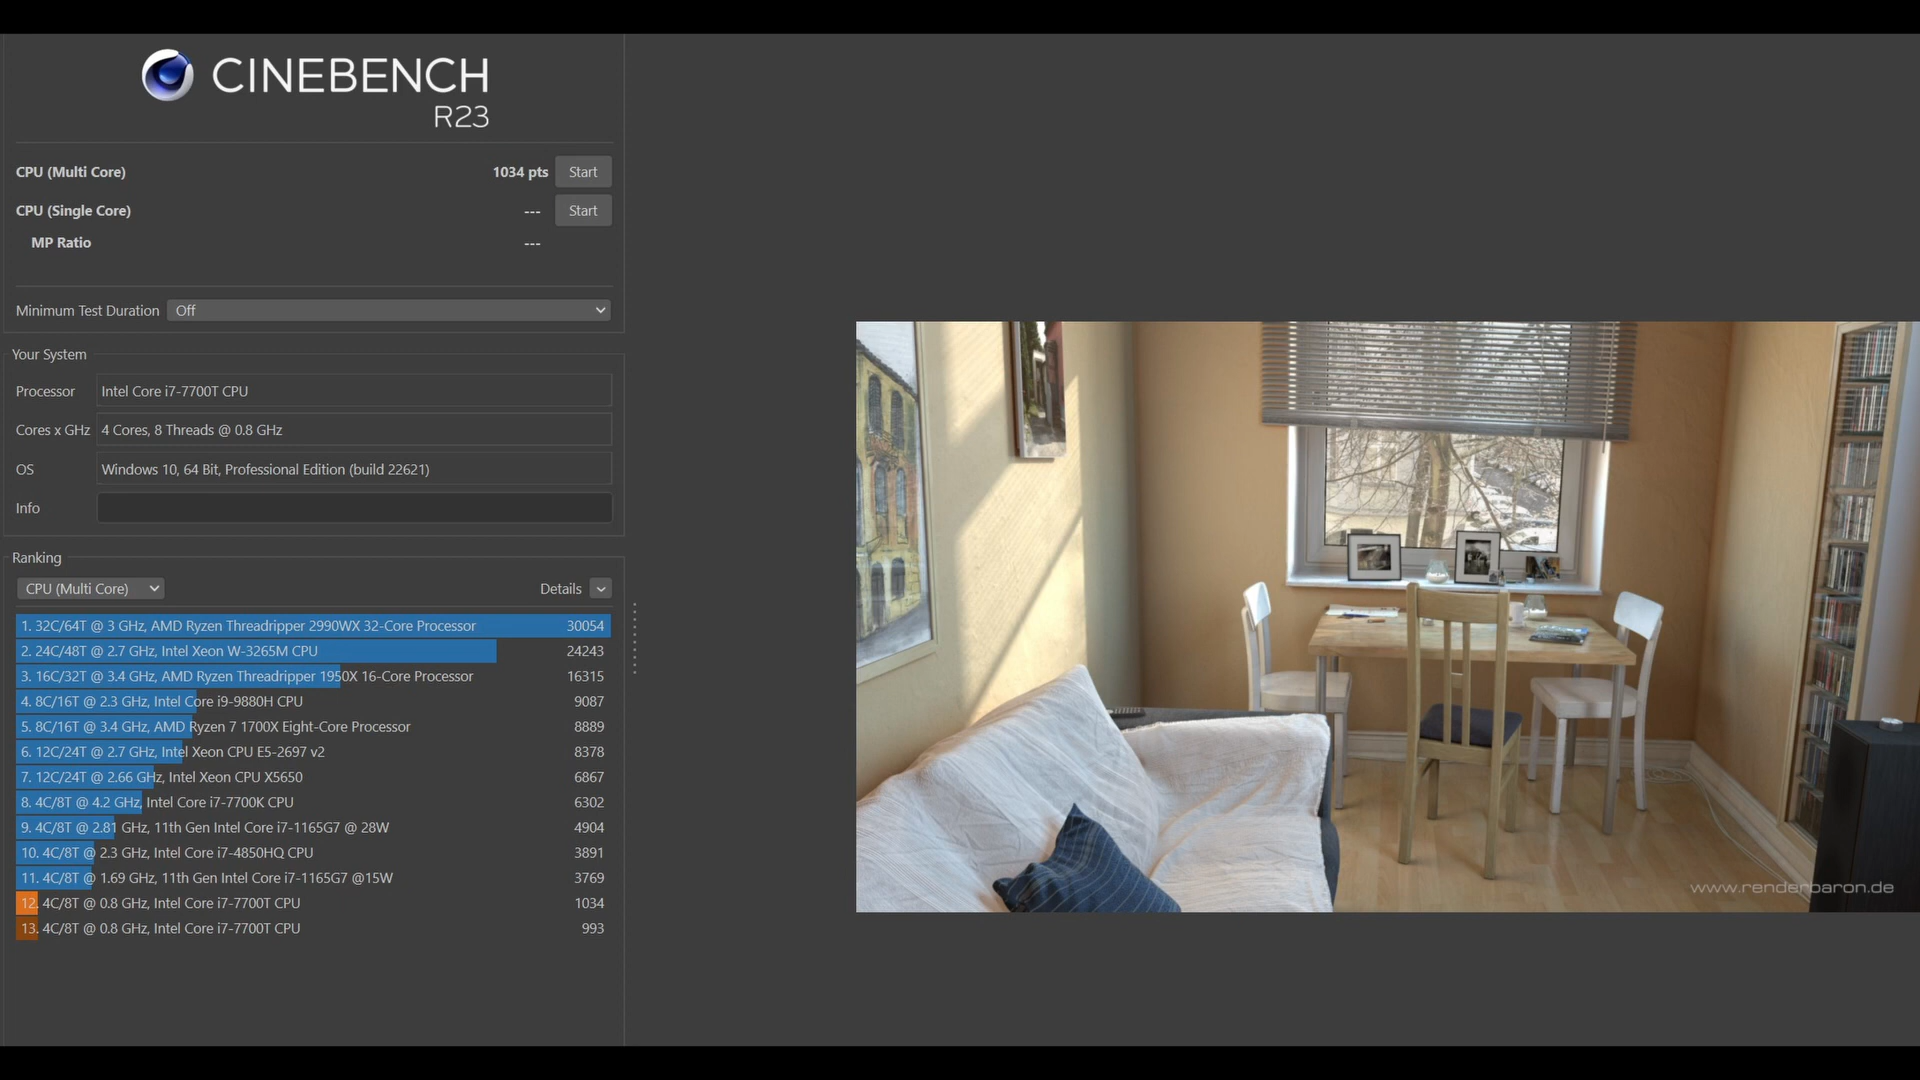 CINEBENCH
R23
CPU (Multi Core) 1034 pts Start
CPU (Single Core) --- Start
MP Ratio ---
Minimum Test Duration Off
Your System
Processor Intel Core i7-7700T CPU
Cores x GHz 4 Cores, 8 Threads @ 0.8 GHz
OS Windows 10, 64 Bit, Professional Edition (build 22621)
Info
Ranking
CPU (Multi Core) Details
1. 32C/64T @ 3 GHz, AMD Ryzen Threadripper 2990WX 32-Core Processor 30054
2. 24C/48T @ 2.7 GHz, Intel Xeon W-3265M CPU 24243
3. 16C/32T @ 3.4 GHz, AMD Ryzen Threadripper 1950X 16-Core Processor 16315
4. 8C/16T @ 2.3 GHz, Intel Core i9-9880H CPU 9087
5. 8C/16T @ 3.4 GHz, AMD Ryzen 7 1700X Eight-Core Processor 8889
6. 12C/24T @ 2.7 GHz, Intel Xeon CPU E5-2697 v2 8378
7. 12C/24T @ 2.66 GHz, Intel Xeon CPU X5650 6867
8. 4C/8T @ 4.2 GHz, Intel Core i7-7700K CPU 6302
9. 4C/8T @ 2.81 GHz, 11th Gen Intel Core i7-1165G7 @ 28W 4904
10. 4C/8T @ 2.3 GHz, Intel Core i7-4850HQ CPU 3891
11. 4C/8T @ 1.69 GHz, 11th Gen Intel Core i7-1165G7 @15W 3769
12. 4C/8T @ 0.8 GHz, Intel Core i7-7700T CPU 1034
13. 4C/8T @ 0.8 GHz, Intel Core i7-7700T CPU 993
www.renderbaron.de